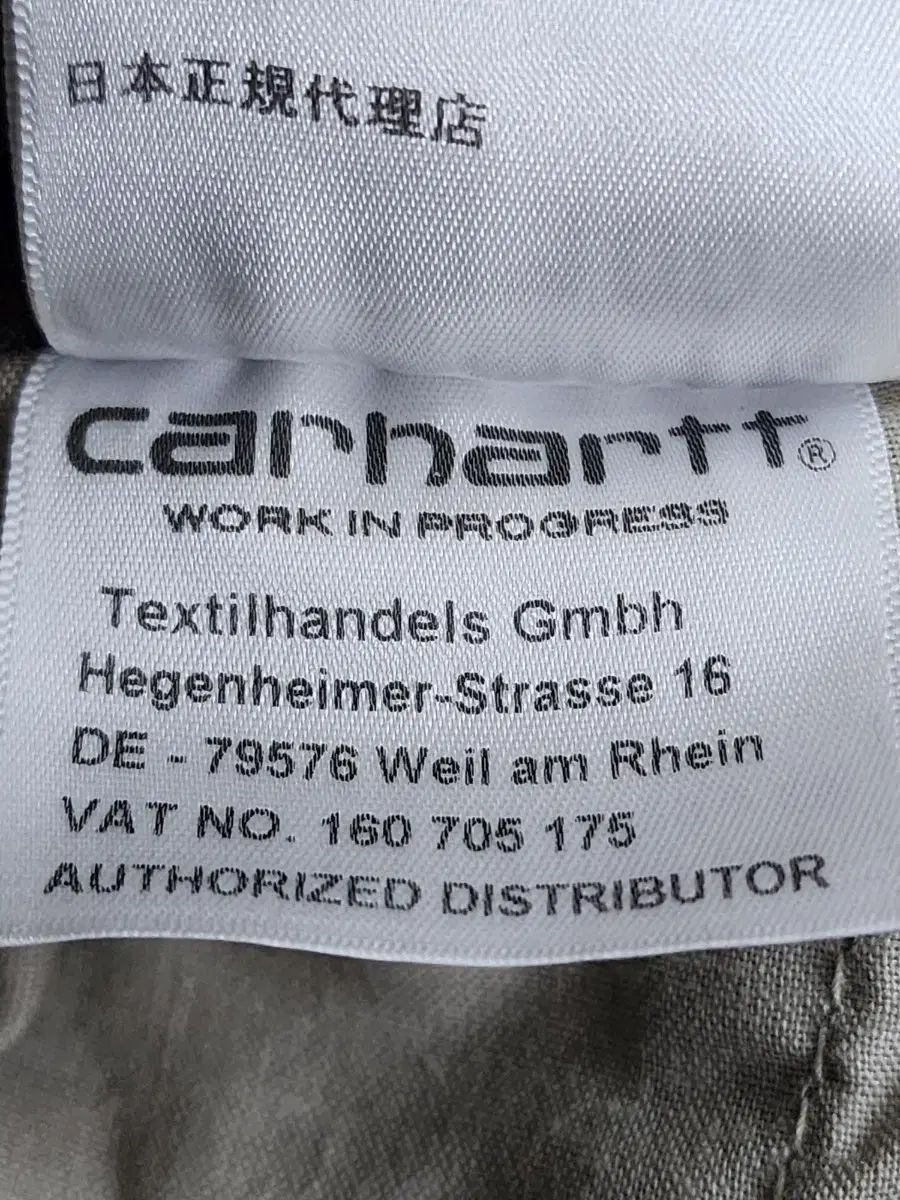 日本正規代理店
carhartt®
WORK IN PROGRESS
Textilhandels Gmbh
Hegenheimer-Strasse 16
DE - 79576 Weil am Rhein
VAT NO. 160 705 175
AUTHORIZED DISTRIBUTOR